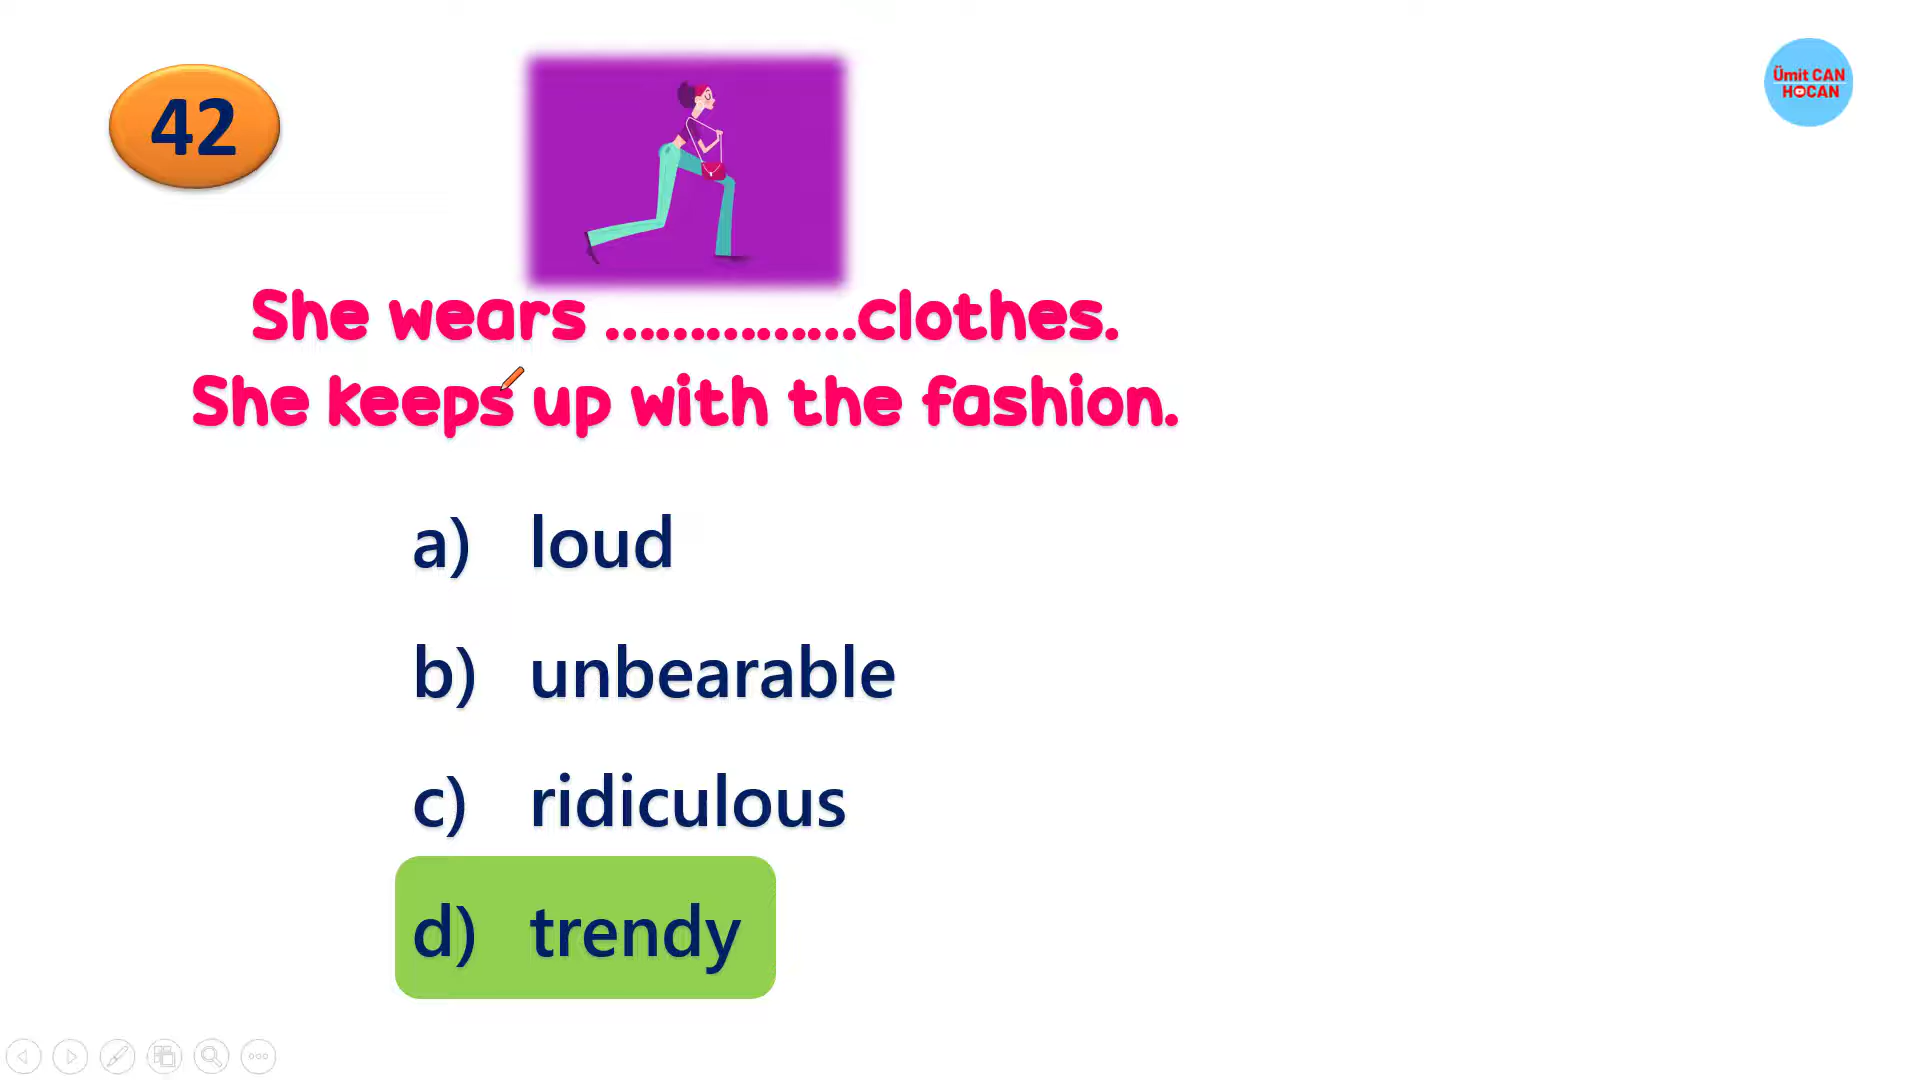 42
Ümit CAN
HOCAN
She wears ...............clothes.
She keeps up with the fashion.
a) loud
b) unbearable
c) ridiculous
d) trendy